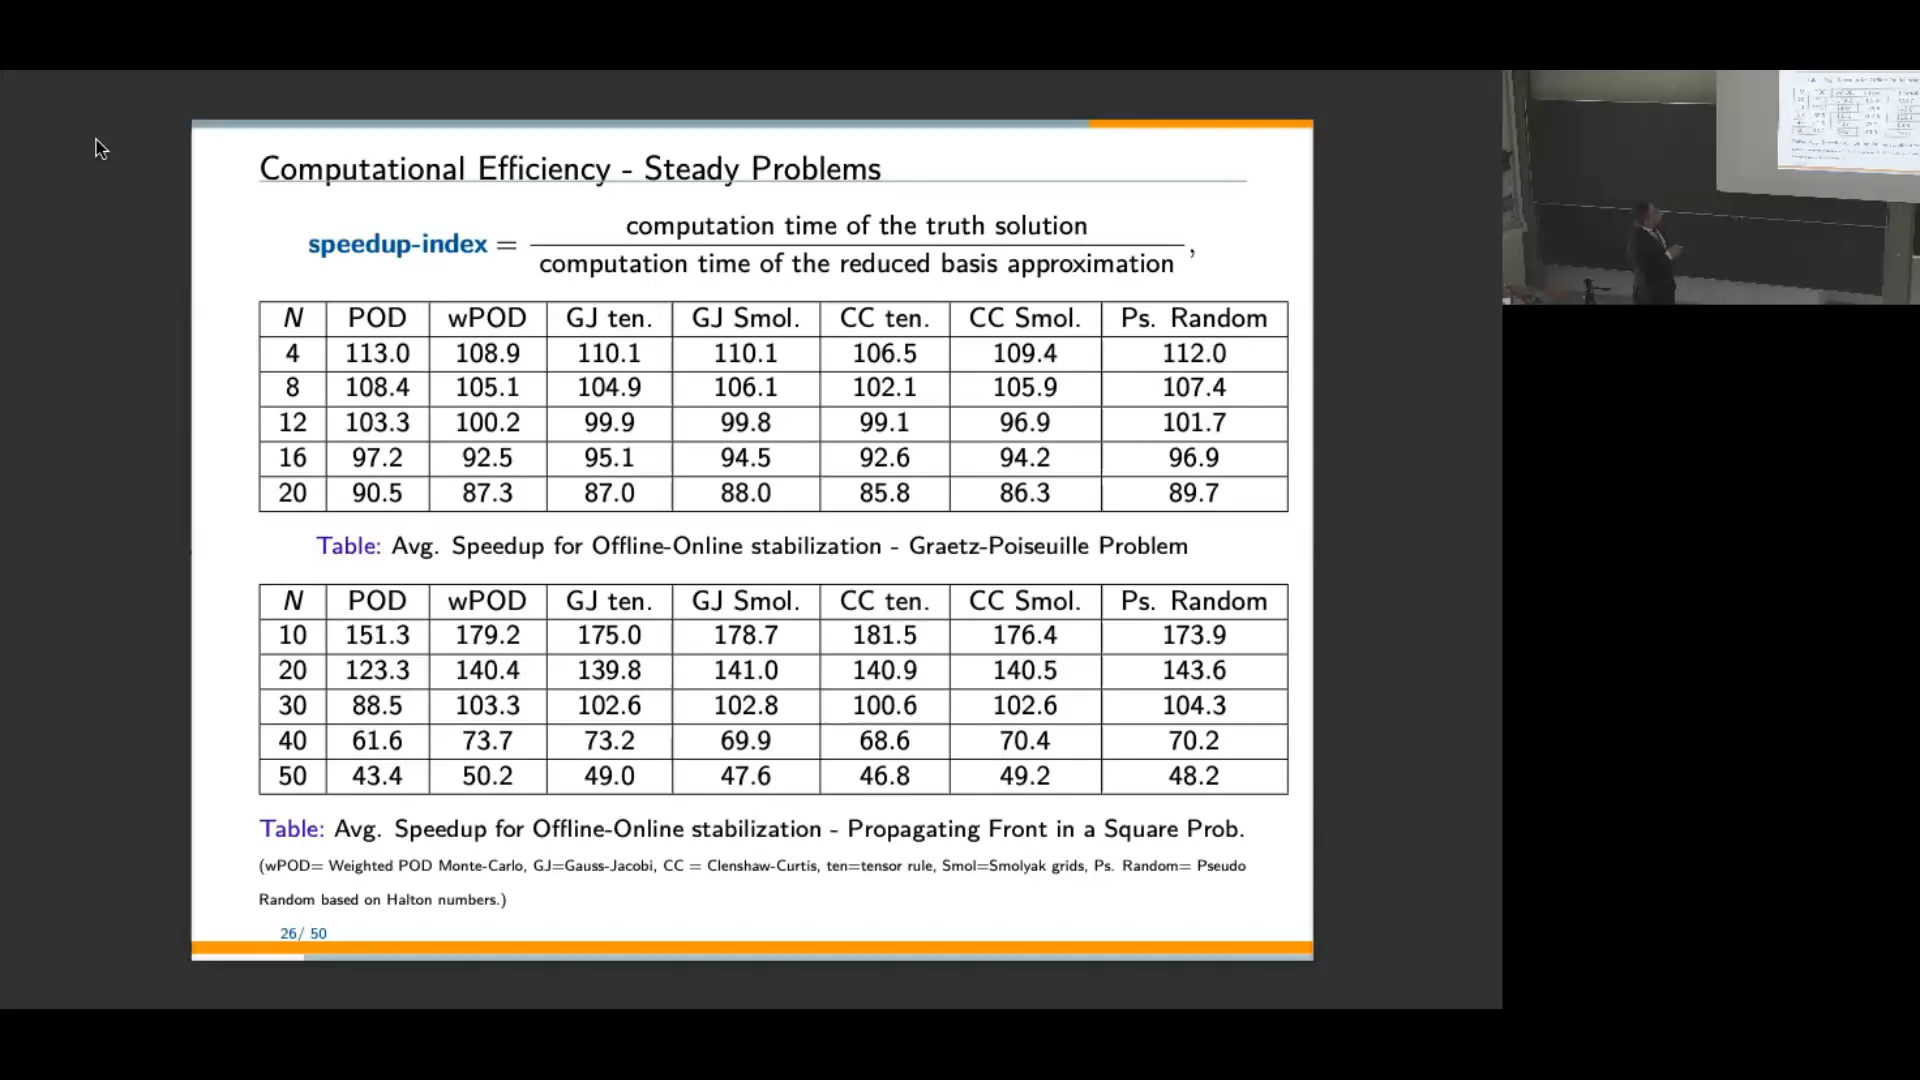 Computational Efficiency - Steady Problems
speedup-index = computation time of the truth solution
computation time of the reduced basis approximation ,
N POD wPOD GJ ten. GJ Smol. CC ten. CC Smol. Ps. Random
4 113.0 108.9 110.1 110.1 106.5 109.4 112.0
8 108.4 105.1 104.9 106.1 102.1 105.9 107.4
12 103.3 100.2 99.9 99.8 99.1 96.9 101.7
16 97.2 92.5 95.1 94.5 92.6 94.2 96.9
20 90.5 87.3 87.0 88.0 85.8 86.3 89.7
Table: Avg. Speedup for Offline-Online stabilization - Graetz-Poiseuille Problem
N POD wPOD GJ ten. GJ Smol. CC ten. CC Smol. Ps. Random
10 151.3 179.2 175.0 178.7 181.5 176.4 173.9
20 123.3 140.4 139.8 141.0 140.9 140.5 143.6
30 88.5 103.3 102.6 102.8 100.6 102.6 104.3
40 61.6 73.7 73.2 69.9 68.6 70.4 70.2
50 43.4 50.2 49.0 47.6 46.8 49.2 48.2
Table: Avg. Speedup for Offline-Online stabilization - Propagating Front in a Square Prob.
(wPOD= Weighted POD Monte-Carlo, GJ=Gauss-Jacobi, CC = Clenshaw-Curtis, ten=tensor rule, Smol=Smolyak grids, Ps. Random= Pseudo
Random based on Halton numbers.)
26/ 50